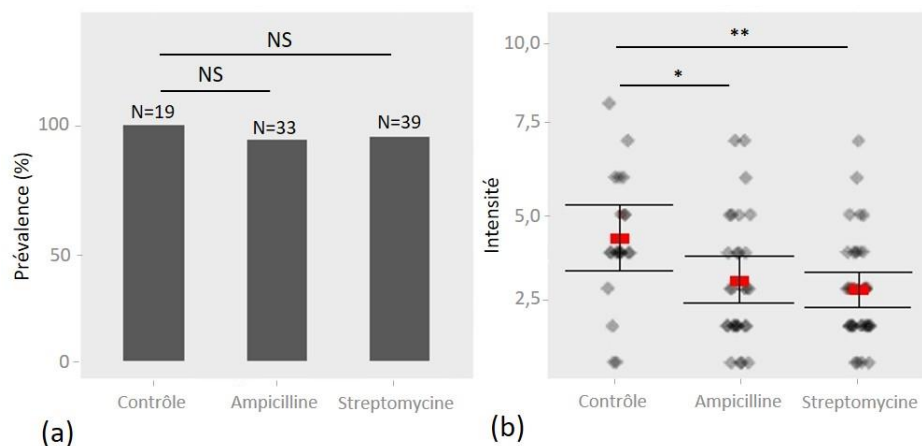 NS
NS
N=19
N=33
N=39
100
50
0
Prévalence (%)
Contrôle
Ampicilline
Streptomycine
(a)
**
*
10,0
7,5
5,0
2,5
Intensité
Contrôle
Ampicilline
Streptomycine
(b)